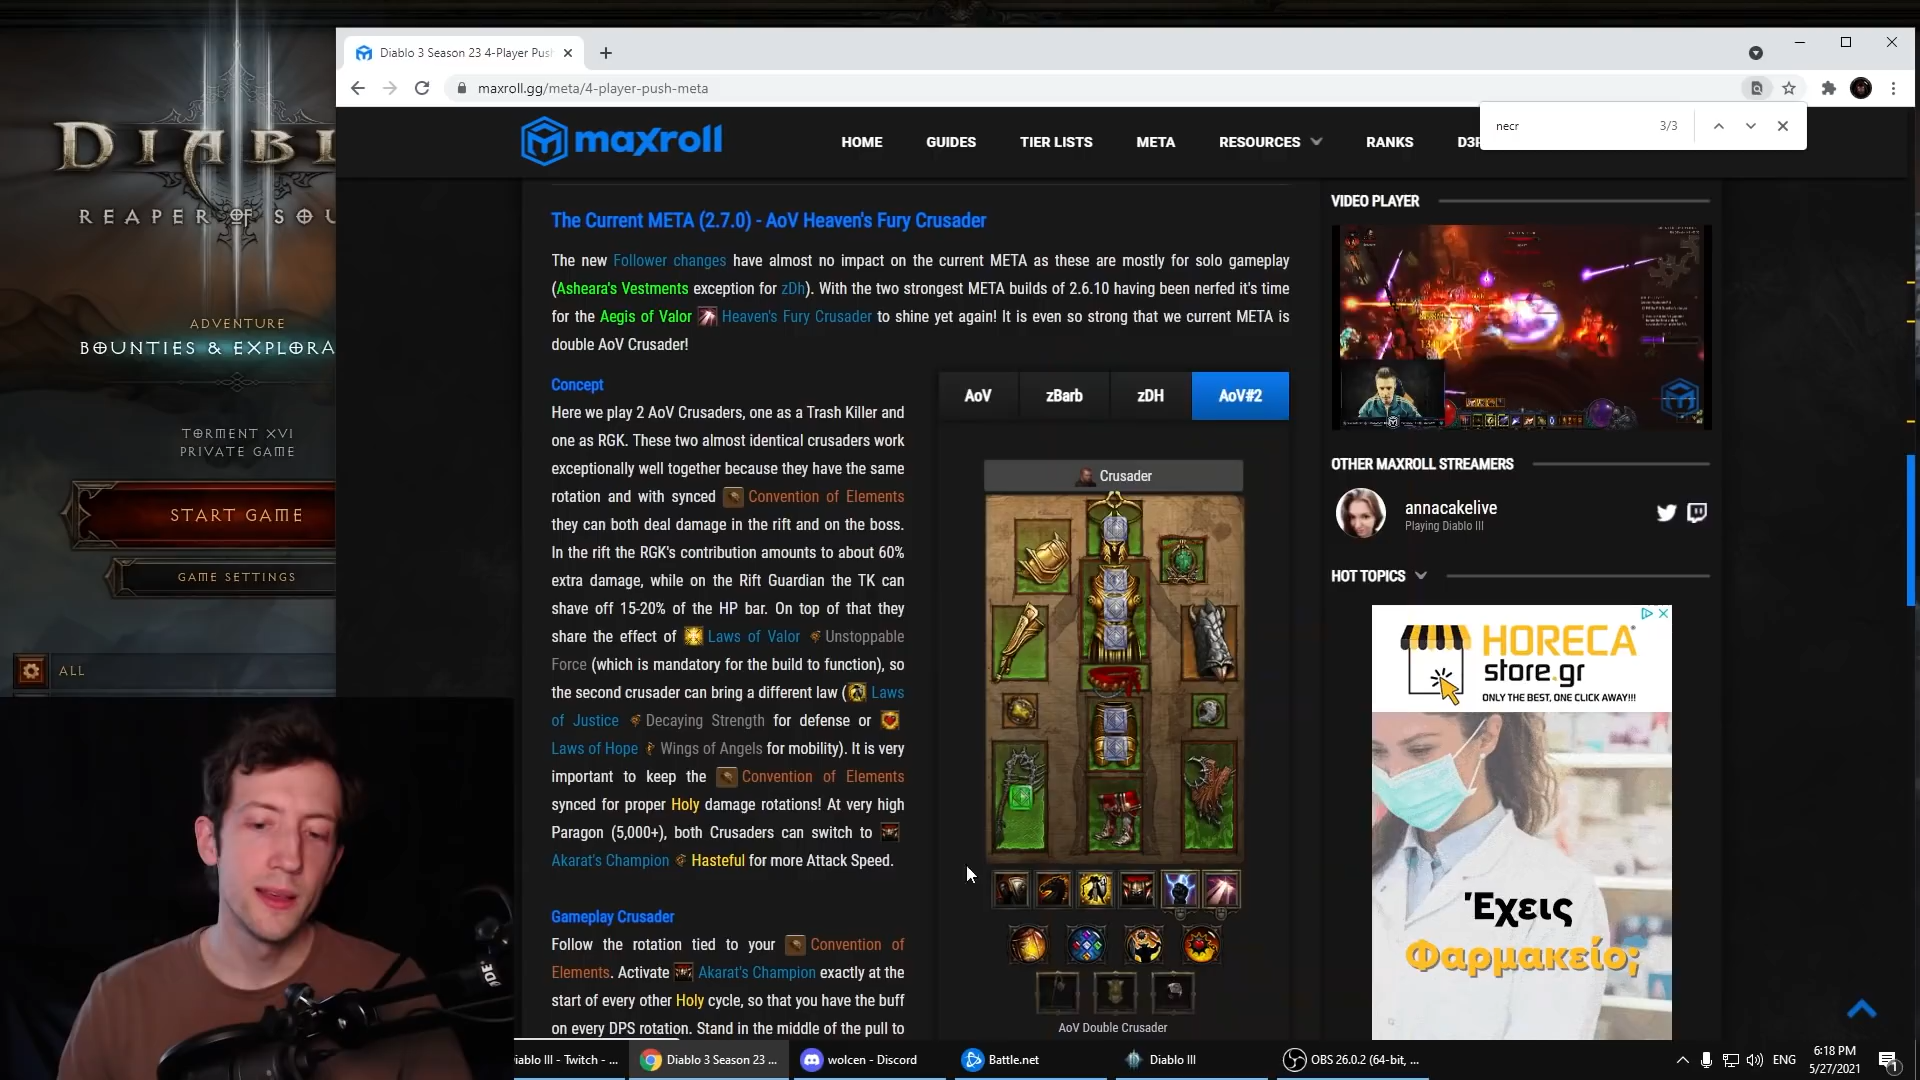 DIABL
REAPER OF SOU
ADVENTURE
BOUNTIES & EXPLORA
TORMENT XVI
PRIVATE GAME
START GAME
GAME SETTINGS
ALL
Diablo 3 Season 23 4-Player Pus
maxroll.gg/meta/4-player-push-meta
necr
3/3
maxroll
HOME
GUIDES
TIER LISTS
META
RESOURCES
RANKS
D3P
The Current META (2.7.0) - AoV Heaven's Fury Crusader
The new Follower changes have almost no impact on the current META as these are mostly for solo gameplay
(Asheara's Vestments exception for zDh). With the two strongest META builds of 2.6.10 having been nerfed it's time
for the Aegis of Valor Heaven's Fury Crusader to shine yet again! It is even so strong that we current META is
double AoV Crusader!
Concept
Here we play 2 AoV Crusaders, one as a Trash Killer and
one as RGK. These two almost identical crusaders work
exceptionally well together because they have the same
rotation and with synced Convention of Elements
they can both deal damage in the rift and on the boss.
In the rift the RGK's contribution amounts to about 60%
extra damage, while on the Rift Guardian the TK can
shave off 15-20% of the HP bar. On top of that they
share the effect of Laws of Valor Unstoppable
Force (which is mandatory for the build to function), so
the second crusader can bring a different law (Laws
of Justice Decaying Strength for defense or
Laws of Hope Wings of Angels for mobility). It is very
important to keep the Convention of Elements
synced for proper Holy damage rotations! At very high
Paragon (5,000+), both Crusaders can switch to
Akarat's Champion Hasteful for more Attack Speed.
Gameplay Crusader
Follow the rotation tied to your Convention of
Elements. Activate Akarat's Champion exactly at the
start of every other Holy cycle, so that you have the buff
on every DPS rotation. Stand in the middle of the pull to
AoV
zBarb
zDH
AoV#2
Crusader
AoV Double Crusader
VIDEO PLAYER
OTHER MAXROLL STREAMERS
annacakelive
Playing Diablo III
HOT TOPICS
HORECA
store.gr
ONLY THE BEST, ONE CLICK AWAY!!!
Έχεις
Φαρμακείο;
iablo III - Twitch - ...
Diablo 3 Season 23 ...
wolcen - Discord
Battle.net
Diablo III
OBS 26.0.2 (64-bit, ...
ENG
6:18 PM
5/27/2021
1